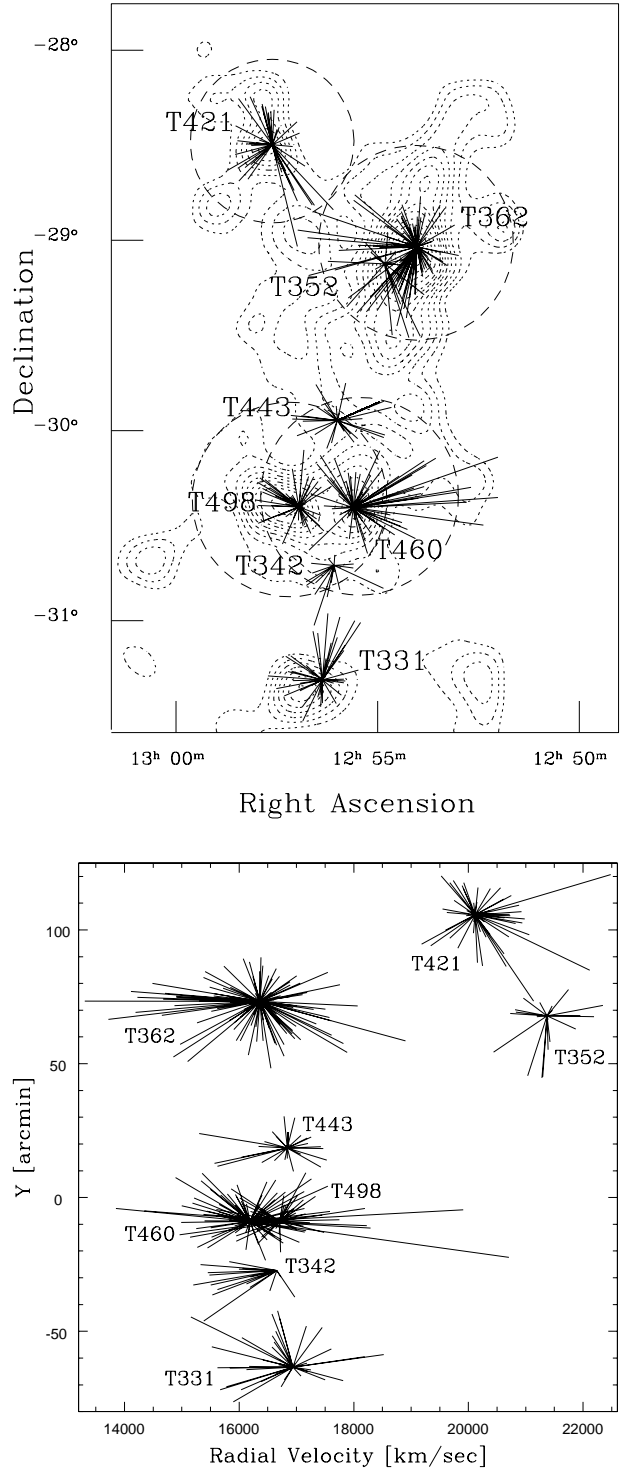 -28°
T421
T362
-29°
T352
Declination
T443
-30°
T498
T460
T342
-31°
T331
13ʰ 00ᵐ 12ʰ 55ᵐ 12ʰ 50ᵐ
Right Ascension
100
T421
T362
T352
50
Y [arcmin]
T443
0
T498
T460
T342
-50
T331
14000 16000 18000 20000 22000
Radial Velocity [km/sec]